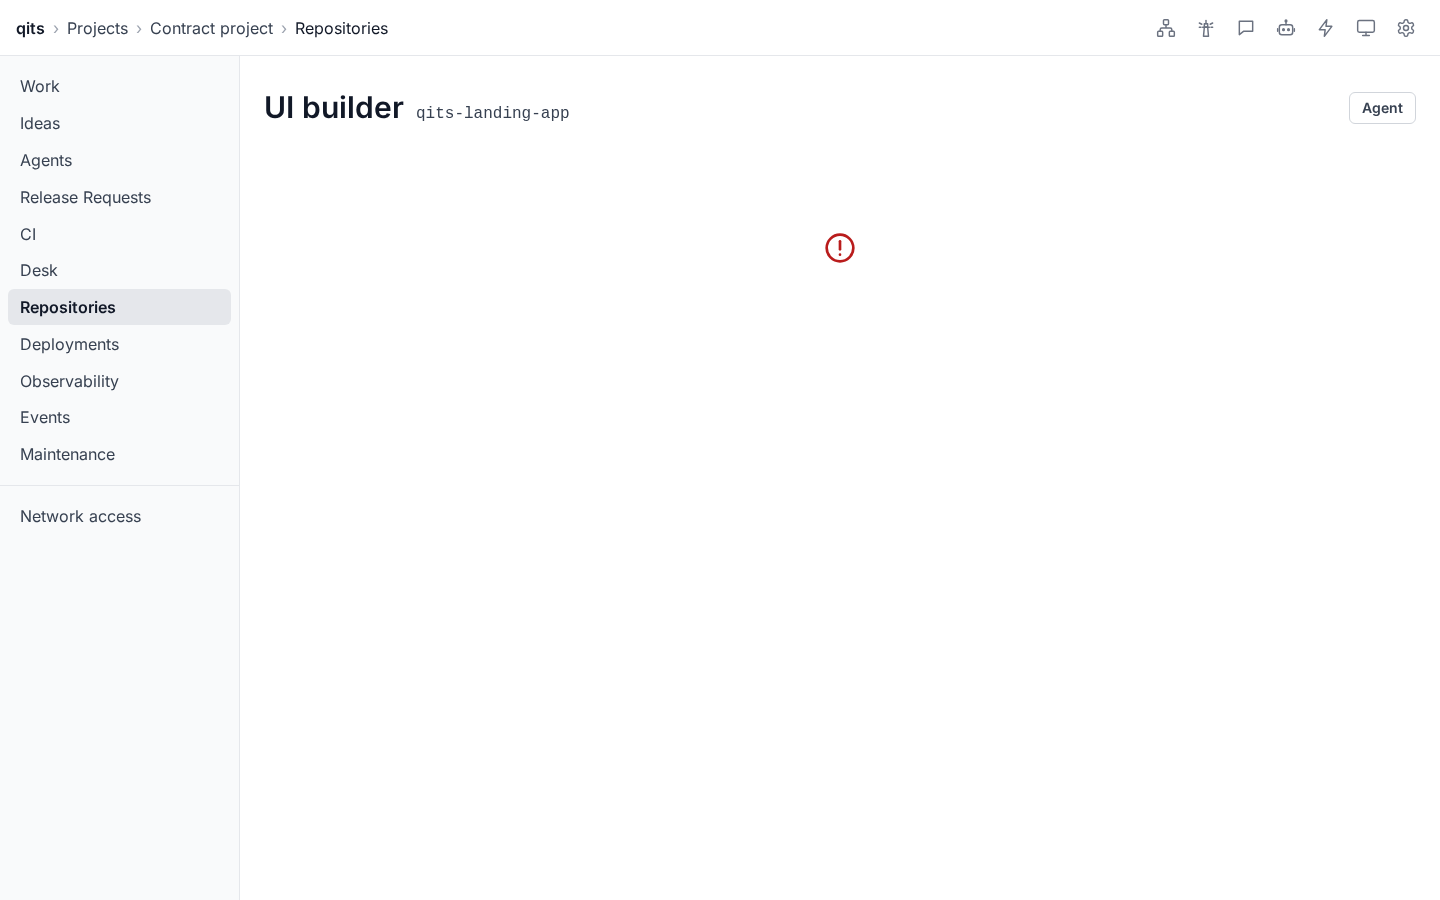 qits › Projects › Contract project › Repositories
Work
Ideas
Agents
Release Requests
CI
Desk
Repositories
Deployments
Observability
Events
Maintenance
Network access
UI builder qits-landing-app
Agent